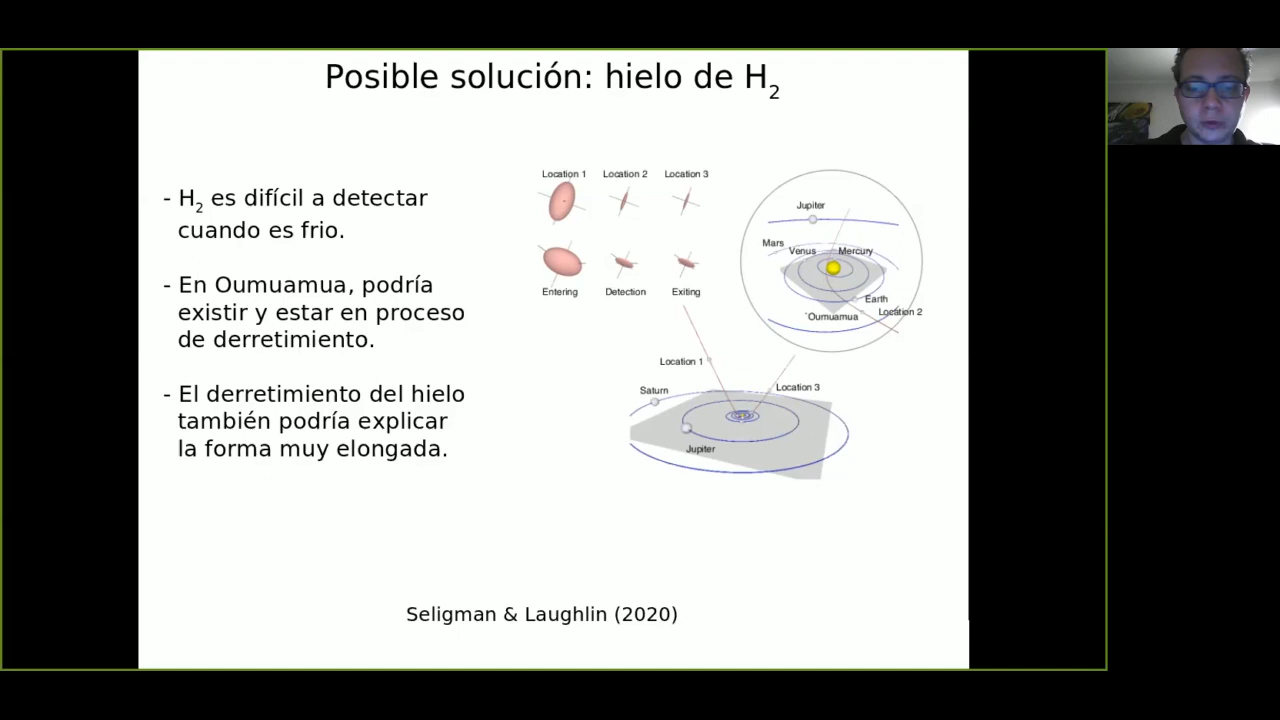 Posible solución: hielo de H2
- H2 es difícil a detectar
cuando es frio.
- En Oumuamua, podría
existir y estar en proceso
de derretimiento.
- El derretimiento del hielo
también podría explicar
la forma muy elongada.
Location 1 Location 2 Location 3
Entering Detection Exiting
Jupiter
Mars Venus Mercury
Earth
`Oumuamua Location 2
Location 1
Saturn Location 3
Jupiter
Seligman & Laughlin (2020)